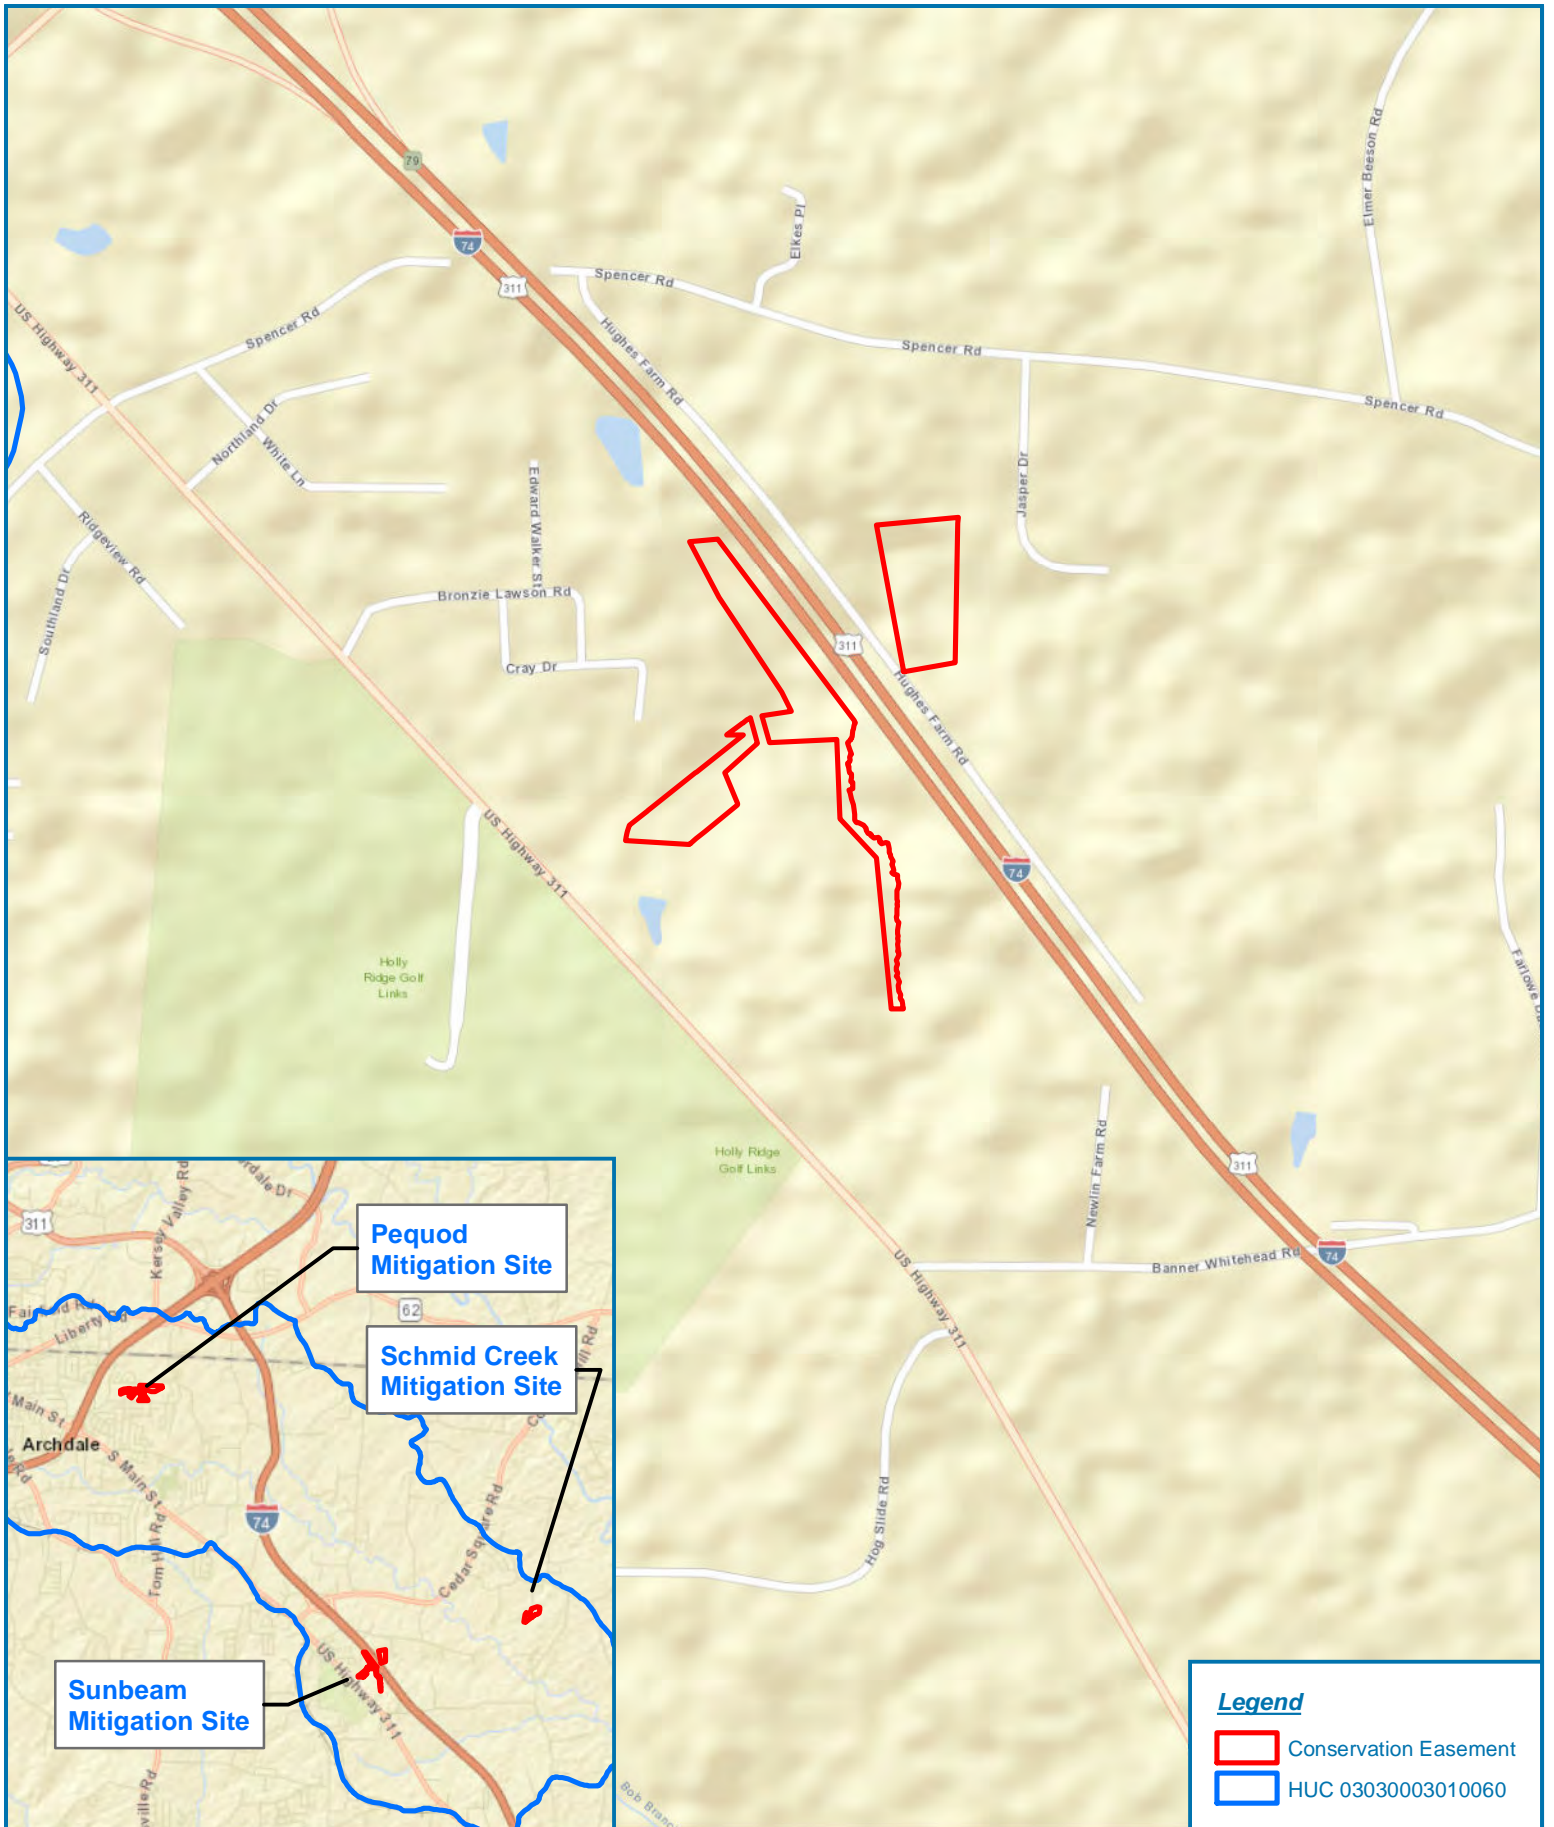 79
74
311
Elmer Beeson Rd
Elkes Pl
Spencer Rd
Spencer Rd
US Highway 311
Hughes Farm Rd
Spencer Rd
Spencer Rd
Northland Dr
White Ln
Edward Walker St
Jasper Dr
Ridgeview Rd
Southland Dr
Bronzie Lawson Rd
Cray Dr
311
Hughes Farm Rd
US Highway 311
74
Holly
Ridge Golf
Links
Holly Ridge
Golf Links
Newlin Farm Rd
311
Banner Whitehead Rd
74
US Highway 311
Hog Slide Rd
Kersey Valley Rd
311
Pequod
Mitigation Site
62
Liberty Rd
Schmid Creek
Mitigation Site
Main St
Archdale
S Main St
74
Tom Hill Rd
Cedar Square Rd
US Highway 311
Sunbeam
Mitigation Site
Legend
Conservation Easement
HUC 03030003010060